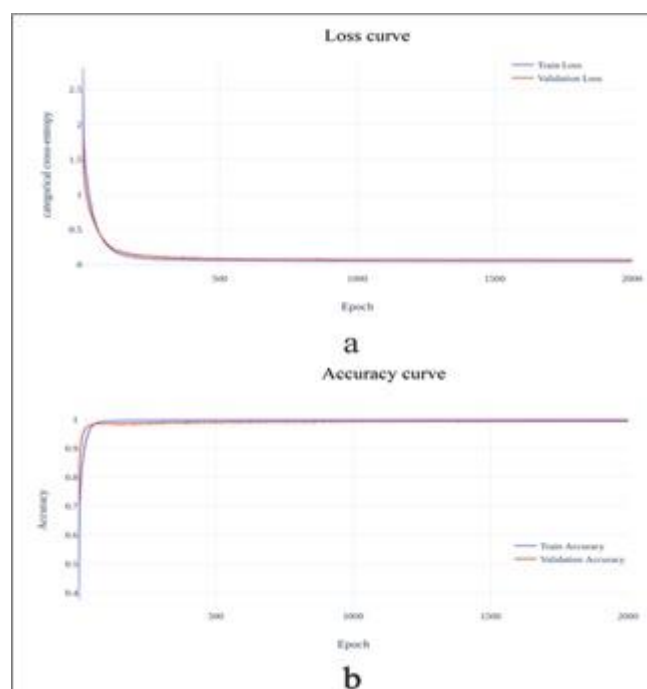 Loss curve
Train Loss
Validation Loss
categorical cross-entropy
2.5
2
1.5
1
0.5
0
500
1000
1500
2000
Epoch
a
Accuracy curve
1
0.9
0.8
0.7
0.6
0.5
0.4
Accuracy
Train Accuracy
Validation Accuracy
500
1000
1500
2000
Epoch
b